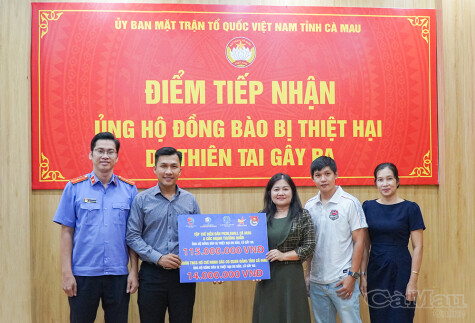 ỦY BAN MẶT TRẬN TỔ QUỐC VIỆT NAM TỈNH CÀ MAU
ĐIỂM TIẾP NHẬN
ỦNG HỘ ĐỒNG BÀO BỊ THIỆT HẠI
DO THIÊN TAI GÂY RA
115.000.000 VNĐ
14.000.000 VNĐ
CàMau